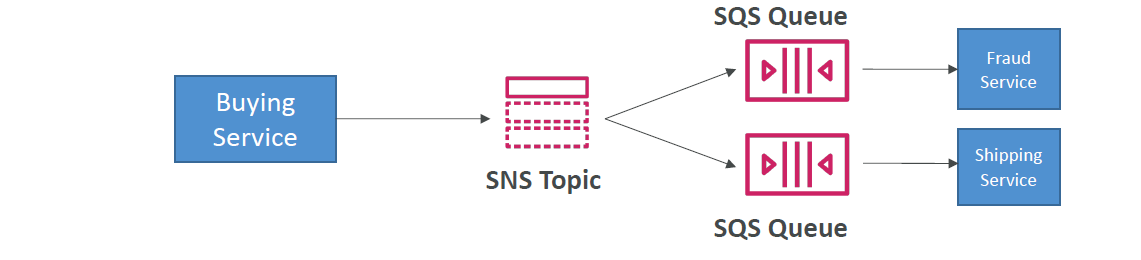 SQS Queue
Buying
Service
SNS Topic
Fraud
Service
Shipping
Service
SQS Queue